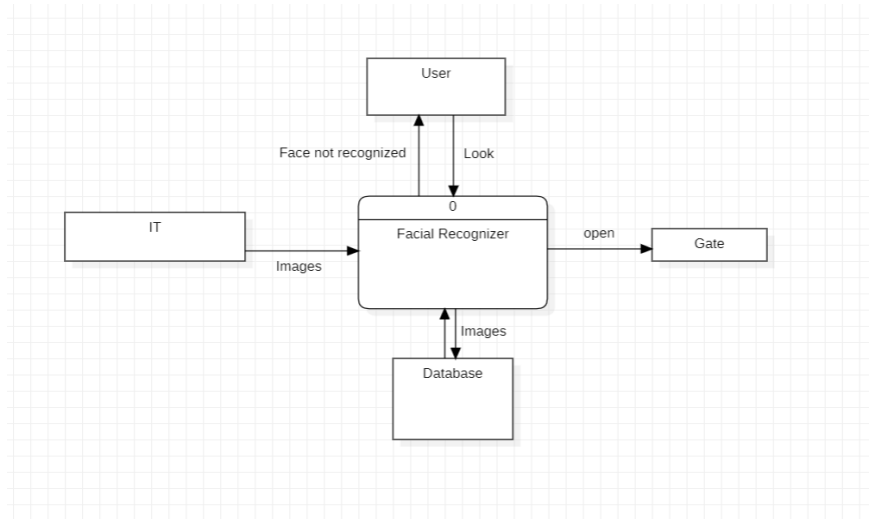 User
Face not recognized
Look
0
Facial Recognizer
IT
Images
open
Gate
Images
Database